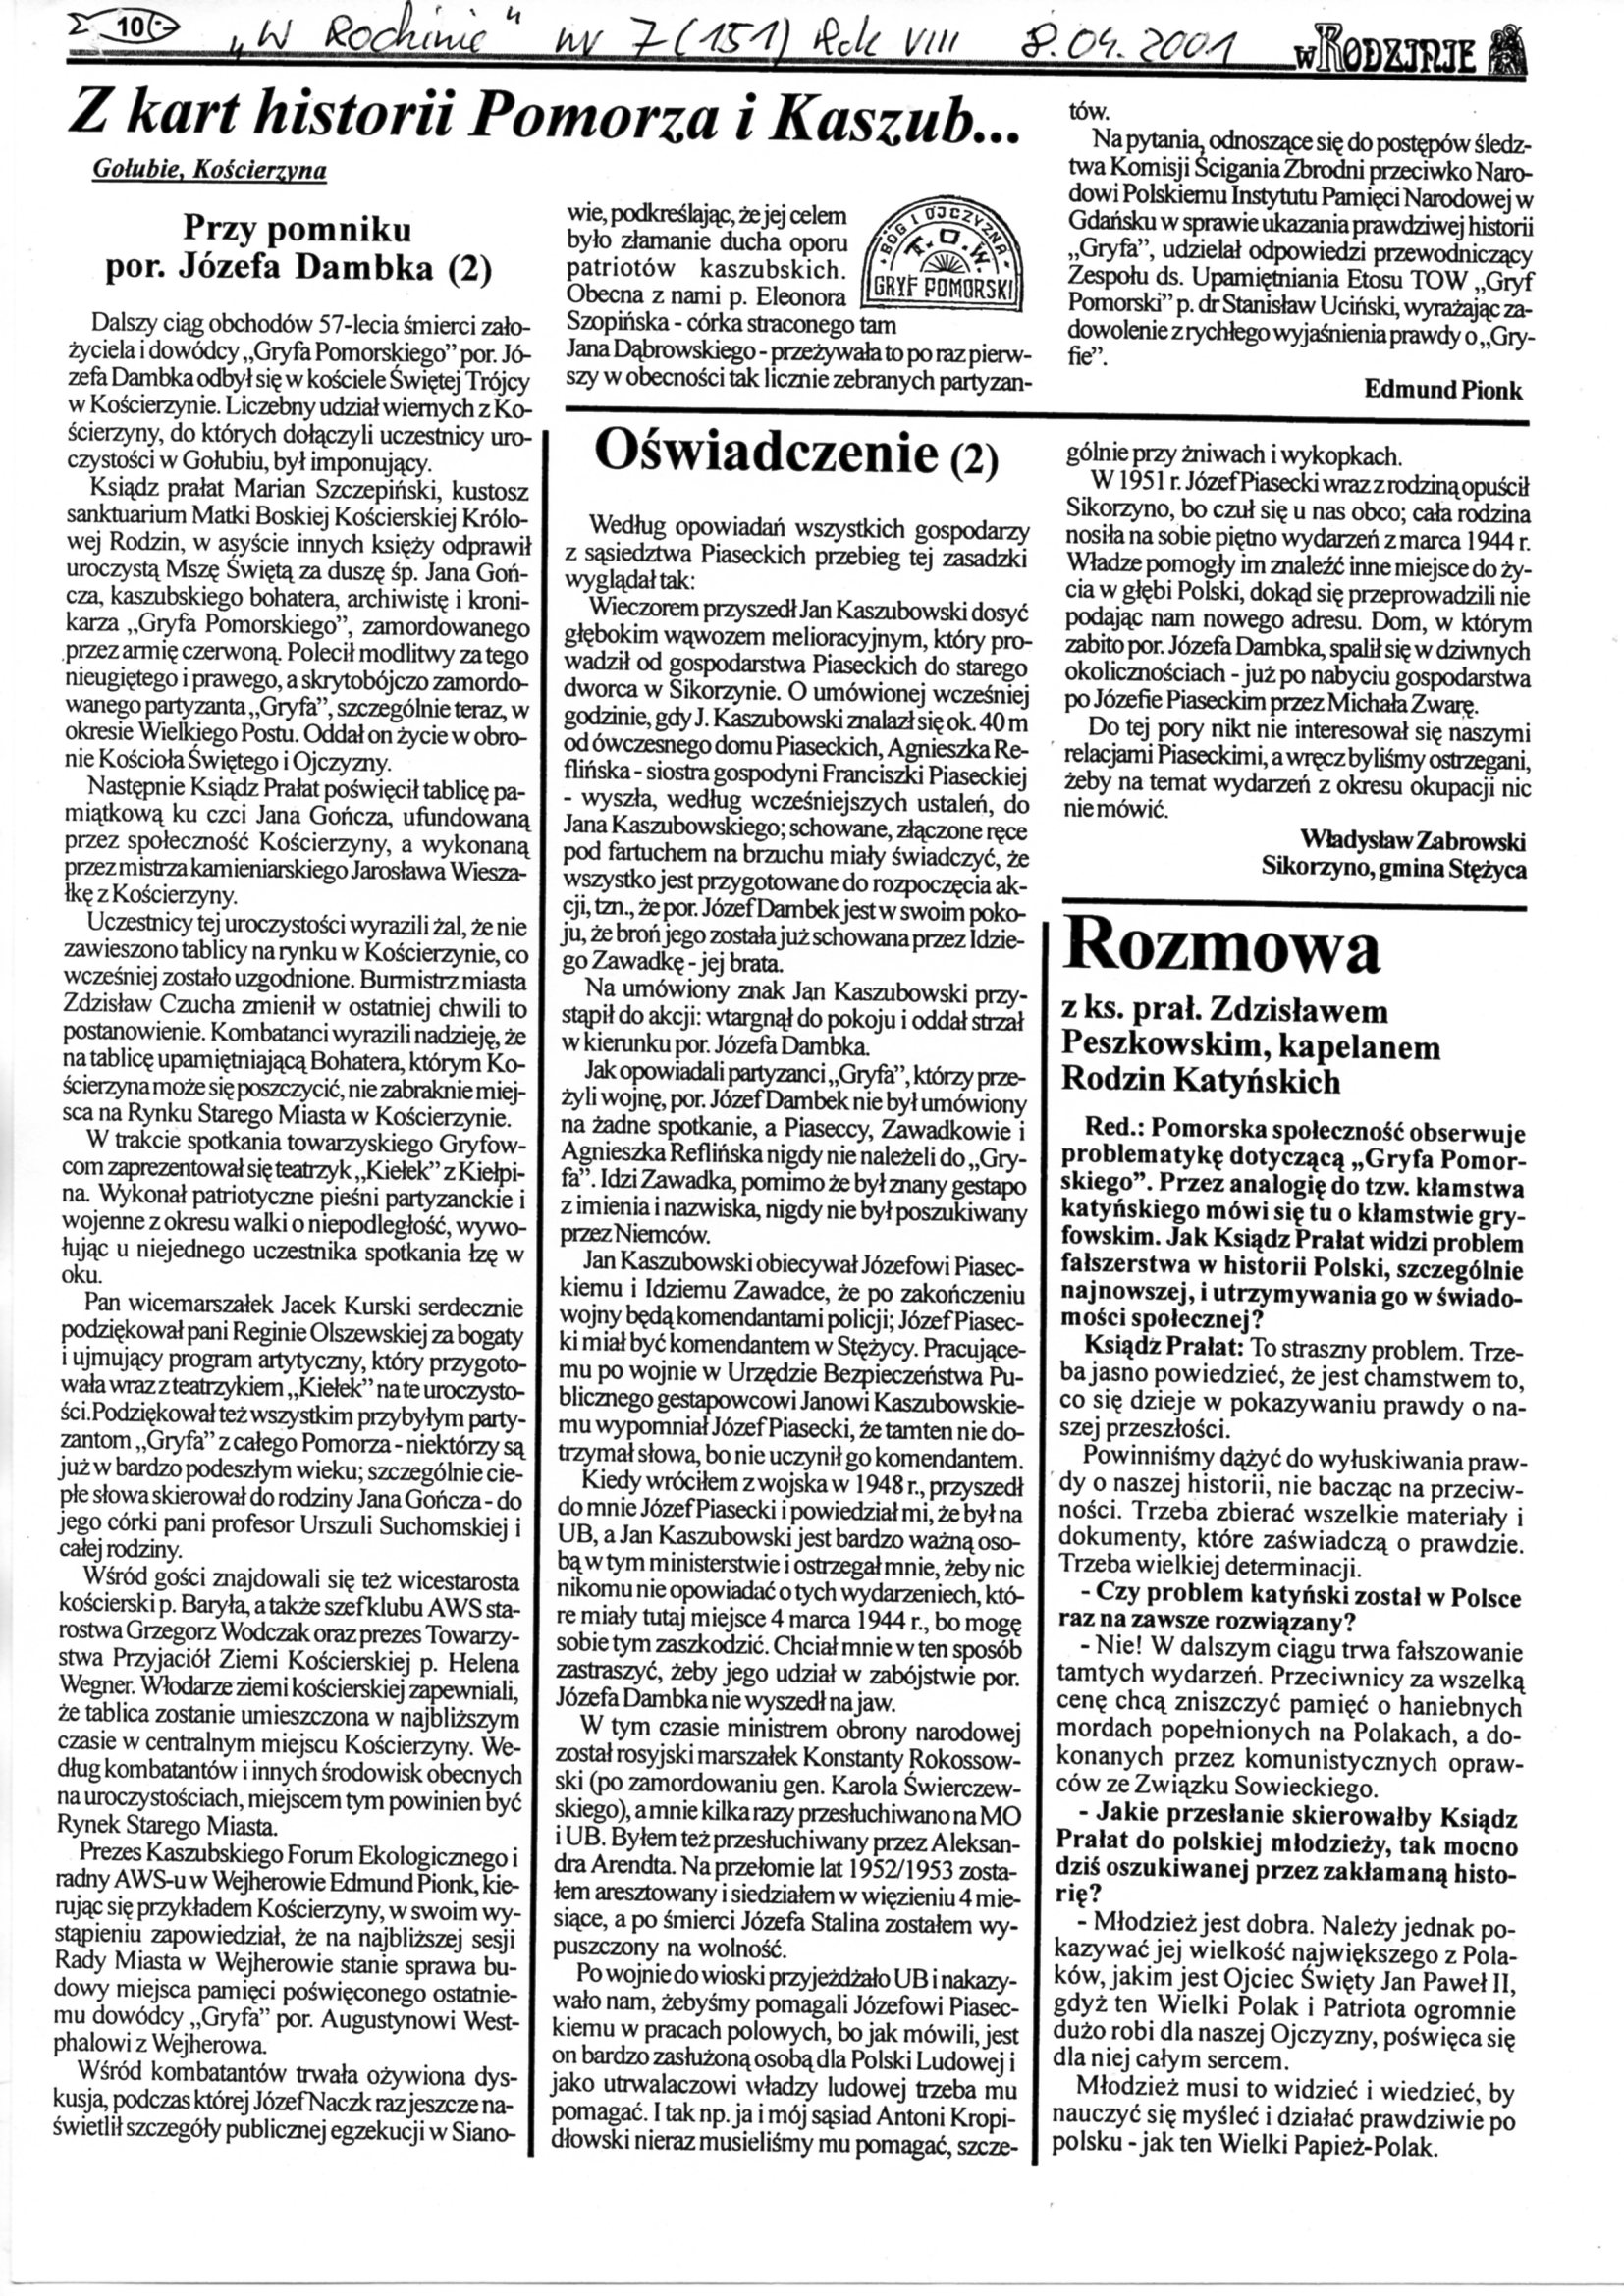 10
„W Rodzinie" nr 7 (151) Rok VIII 8.04.2001
w RODZINIE
Z kart historii Pomorza i Kaszub...
Gołubie, Kościerzyna
Przy pomniku
por. Józefa Dambka (2)
Dalszy ciąg obchodów 57-lecia śmierci zało-
życiela i dowódcy „Gryfa Pomorskiego” por. Jó-
zefa Dambka odbył się w kościele Świętej Trójcy
w Kościerzynie. Liczebny udział wiernych z Ko-
ścierzyny, do których dołączyli uczestnicy uro-
czystości w Gołubiu, był imponujący.
Ksiądz prałat Marian Szczepiński, kustosz
sanktuarium Matki Boskiej Kościerskiej Królo-
wej Rodzin, w asyście innych księży odprawił
uroczystą Mszę Świętą za duszę śp. Jana Goń-
cza, kaszubskiego bohatera, archiwistę i kroni-
karza „Gryfa Pomorskiego”, zamordowanego
przez armię czerwoną. Polecił modlitwy za tego
nieugiętego i prawego, a skrytobójczo zamordo-
wanego partyzanta „Gryfa”, szczególnie teraz, w
okresie Wielkiego Postu. Oddał on życie w obro-
nie Kościoła Świętego i Ojczyzny.
Następnie Ksiądz Prałat poświęcił tablicę pa-
miątkową ku czci Jana Gończa, ufundowaną
przez społeczność Kościerzyny, a wykonaną
przez mistrza kamieniarskiego Jarosława Wiesza-
łkę z Kościerzyny.
Uczestnicy tej uroczystości wyrazili żal, że nie
zawieszono tablicy na rynku w Kościerzynie, co
wcześniej zostało uzgodnione. Burmistrz miasta
Zdzisław Czucha zmienił w ostatniej chwili to
postanowienie. Kombatanci wyrazili nadzieję, że
na tablicę upamiętniającą Bohatera, którym Ko-
ścierzyna może się poszczycić, nie zabraknie miej-
sca na Rynku Starego Miasta w Kościerzynie.
W trakcie spotkania towarzyskiego Gryfow-
com zaprezentował się teatrzyk „Kiełek” z Kiełpi-
na. Wykonał patriotyczne pieśni partyzanckie i
wojenne z okresu walki o niepodległość, wywo-
łując u niejednego uczestnika spotkania łzę w
oku.
Pan wicemarszałek Jacek Kurski serdecznie
podziękował pani Reginie Olszewskiej za bogaty
i ujmujący program artytyczny, który przygoto-
wała wraz z teatrzykiem „Kiełek” na te uroczysto-
ści.Podziękował też wszystkim przybyłym party-
zantom „Gryfa” z całego Pomorza - niektórzy są
już w bardzo podeszłym wieku; szczególnie cie-
płe słowa skierował do rodziny Jana Gończa - do
jego córki pani profesor Urszuli Suchomskiej i
całej rodziny.
Wśród gości znajdowali się też wicestarosta
kościerski p. Baryła, a także szef klubu AWS sta-
rostwa Grzegorz Wodczak oraz prezes Towarzy-
stwa Przyjaciół Ziemi Kościerskiej p. Helena
Wegner. Włodarze ziemi kościerskiej zapewniali,
że tablica zostanie umieszczona w najbliższym
czasie w centralnym miejscu Kościerzyny. We-
dług kombatantów i innych środowisk obecnych
na uroczystościach, miejscem tym powinien być
Rynek Starego Miasta.
Prezes Kaszubskiego Forum Ekologicznego i
radny AWS-u w Wejherowie Edmund Pionk, kie-
rując się przykładem Kościerzyny, w swoim wy-
stąpieniu zapowiedział, że na najbliższej sesji
Rady Miasta w Wejherowie stanie sprawa bu-
dowy miejsca pamięci poświęconego ostatnie-
mu dowódcy „Gryfa” por. Augustynowi West-
phalowi z Wejherowa.
Wśród kombatantów trwała ożywiona dys-
kusja, podczas której Józef Naczk raz jeszcze na-
świetlił szczegóły publicznej egzekucji w Siano-
wie, podkreślając, że jej celem
było złamanie ducha oporu
patriotów kaszubskich.
Obecna z nami p. Eleonora
Szopińska - córka straconego tam
Jana Dąbrowskiego - przeżywała to po raz pierw-
szy w obecności tak licznie zebranych partyzan-
BÓG I OJCZYZNA
T.O.W.
GRYF POMORSKI
tów.
Na pytania, odnoszące się do postępów śledz-
twa Komisji Ścigania Zbrodni przeciwko Naro-
dowi Polskiemu Instytutu Pamięci Narodowej w
Gdańsku w sprawie ukazania prawdziwej historii
„Gryfa”, udzielał odpowiedzi przewodniczący
Zespołu ds. Upamiętniania Etosu TOW „Gryf
Pomorski” p. dr Stanisław Uciński, wyrażając za-
dowolenie z rychłego wyjaśnienia prawdy o „Gry-
fie”.
Edmund Pionk
Oświadczenie (2)
Według opowiadań wszystkich gospodarzy
z sąsiedztwa Piaseckich przebieg tej zasadzki
wyglądał tak:
Wieczorem przyszedł Jan Kaszubowski dosyć
głębokim wąwozem melioracyjnym, który pro-
wadził od gospodarstwa Piaseckich do starego
dworca w Sikorzynie. O umówionej wcześniej
godzinie, gdy J. Kaszubowski znalazł się ok. 40 m
od ówczesnego domu Piaseckich, Agnieszka Re-
flińska - siostra gospodyni Franciszki Piaseckiej
- wyszła, według wcześniejszych ustaleń, do
Jana Kaszubowskiego; schowane, złączone ręce
pod fartuchem na brzuchu miały świadczyć, że
wszystko jest przygotowane do rozpoczęcia ak-
cji, tzn., że por. Józef Dambek jest w swoim poko-
ju, że broń jego została już schowana przez Idzie-
go Zawadkę - jej brata.
Na umówiony znak Jan Kaszubowski przy-
stąpił do akcji: wtargnął do pokoju i oddał strzał
w kierunku por. Józefa Dambka.
Jak opowiadali partyzanci „Gryfa”, którzy prze-
żyli wojnę, por. Józef Dambek nie był umówiony
na żadne spotkanie, a Piaseccy, Zawadkowie i
Agnieszka Reflińska nigdy nie należeli do „Gry-
fa”. Idzi Zawadka, pomimo że był znany gestapo
z imienia i nazwiska, nigdy nie był poszukiwany
przez Niemców.
Jan Kaszubowski obiecywał Józefowi Piasec-
kiemu i Idziemu Zawadce, że po zakończeniu
wojny będą komendantami policji; Józef Piasec-
ki miał być komendantem w Stężycy. Pracujące-
mu po wojnie w Urzędzie Bezpieczeństwa Pu-
blicznego gestapowcowi Janowi Kaszubowskie-
mu wypomniał Józef Piasecki, że tamten nie do-
trzymał słowa, bo nie uczynił go komendantem.
Kiedy wróciłem z wojska w 1948 r., przyszedł
do mnie Józef Piasecki i powiedział mi, że był na
UB, a Jan Kaszubowski jest bardzo ważną oso-
bą w tym ministerstwie i ostrzegał mnie, żeby nic
nikomu nie opowiadać o tych wydarzeniech, któ-
re miały tutaj miejsce 4 marca 1944 r., bo mogę
sobie tym zaszkodzić. Chciał mnie w ten sposób
zastraszyć, żeby jego udział w zabójstwie por.
Józefa Dambka nie wyszedł na jaw.
W tym czasie ministrem obrony narodowej
został rosyjski marszałek Konstanty Rokossow-
ski (po zamordowaniu gen. Karola Świerczew-
skiego), a mnie kilka razy przesłuchiwano na MO
i UB. Byłem też przesłuchiwany przez Aleksan-
dra Arendta. Na przełomie lat 1952/1953 zosta-
łem aresztowany i siedziałem w więzieniu 4 mie-
siące, a po śmierci Józefa Stalina zostałem wy-
puszczony na wolność.
Po wojnie do wioski przyjeżdżało UB i nakazy-
wało nam, żebyśmy pomagali Józefowi Piasec-
kiemu w pracach polowych, bo jak mówili, jest
on bardzo zasłużoną osobą dla Polski Ludowej i
jako utrwalaczowi władzy ludowej trzeba mu
pomagać. I tak np. ja i mój sąsiad Antoni Kropi-
dłowski nieraz musieliśmy mu pomagać, szcze-
gólnie przy żniwach i wykopkach.
W 1951 r. Józef Piasecki wraz z rodziną opuścił
Sikorzyno, bo czuł się u nas obco; cała rodzina
nosiła na sobie piętno wydarzeń z marca 1944 r.
Władze pomogły im znaleźć inne miejsce do ży-
cia w głębi Polski, dokąd się przeprowadzili nie
podając nam nowego adresu. Dom, w którym
zabito por. Józefa Dambka, spalił się w dziwnych
okolicznościach - już po nabyciu gospodarstwa
po Józefie Piaseckim przez Michała Zwarę.
Do tej pory nikt nie interesował się naszymi
relacjami Piaseckimi, a wręcz byliśmy ostrzegani,
żeby na temat wydarzeń z okresu okupacji nic
nie mówić.
Władysław Zabrowski
Sikorzyno, gmina Stężyca
Rozmowa
z ks. prał. Zdzisławem
Peszkowskim, kapelanem
Rodzin Katyńskich
Red.: Pomorska społeczność obserwuje
problematykę dotyczącą „Gryfa Pomor-
skiego”. Przez analogię do tzw. kłamstwa
katyńskiego mówi się tu o kłamstwie gry-
fowskim. Jak Ksiądz Prałat widzi problem
fałszerstwa w historii Polski, szczególnie
najnowszej, i utrzymywania go w świado-
mości społecznej?
Ksiądz Prałat: To straszny problem. Trze-
ba jasno powiedzieć, że jest chamstwem to,
co się dzieje w pokazywaniu prawdy o na-
szej przeszłości.
Powinniśmy dążyć do wyłuskiwania praw-
dy o naszej historii, nie bacząc na przeciw-
ności. Trzeba zbierać wszelkie materiały i
dokumenty, które zaświadczą o prawdzie.
Trzeba wielkiej determinacji.
- Czy problem katyński został w Polsce
raz na zawsze rozwiązany?
- Nie! W dalszym ciągu trwa fałszowanie
tamtych wydarzeń. Przeciwnicy za wszelką
cenę chcą zniszczyć pamięć o haniebnych
mordach popełnionych na Polakach, a do-
konanych przez komunistycznych opraw-
ców ze Związku Sowieckiego.
- Jakie przesłanie skierowałby Ksiądz
Prałat do polskiej młodzieży, tak mocno
dziś oszukiwanej przez zakłamaną histo-
rię?
- Młodzież jest dobra. Należy jednak po-
kazywać jej wielkość największego z Pola-
ków, jakim jest Ojciec Święty Jan Paweł II,
gdyż ten Wielki Polak i Patriota ogromnie
dużo robi dla naszej Ojczyzny, poświęca się
dla niej całym sercem.
Młodzież musi to widzieć i wiedzieć, by
nauczyć się myśleć i działać prawdziwie po
polsku - jak ten Wielki Papież-Polak.